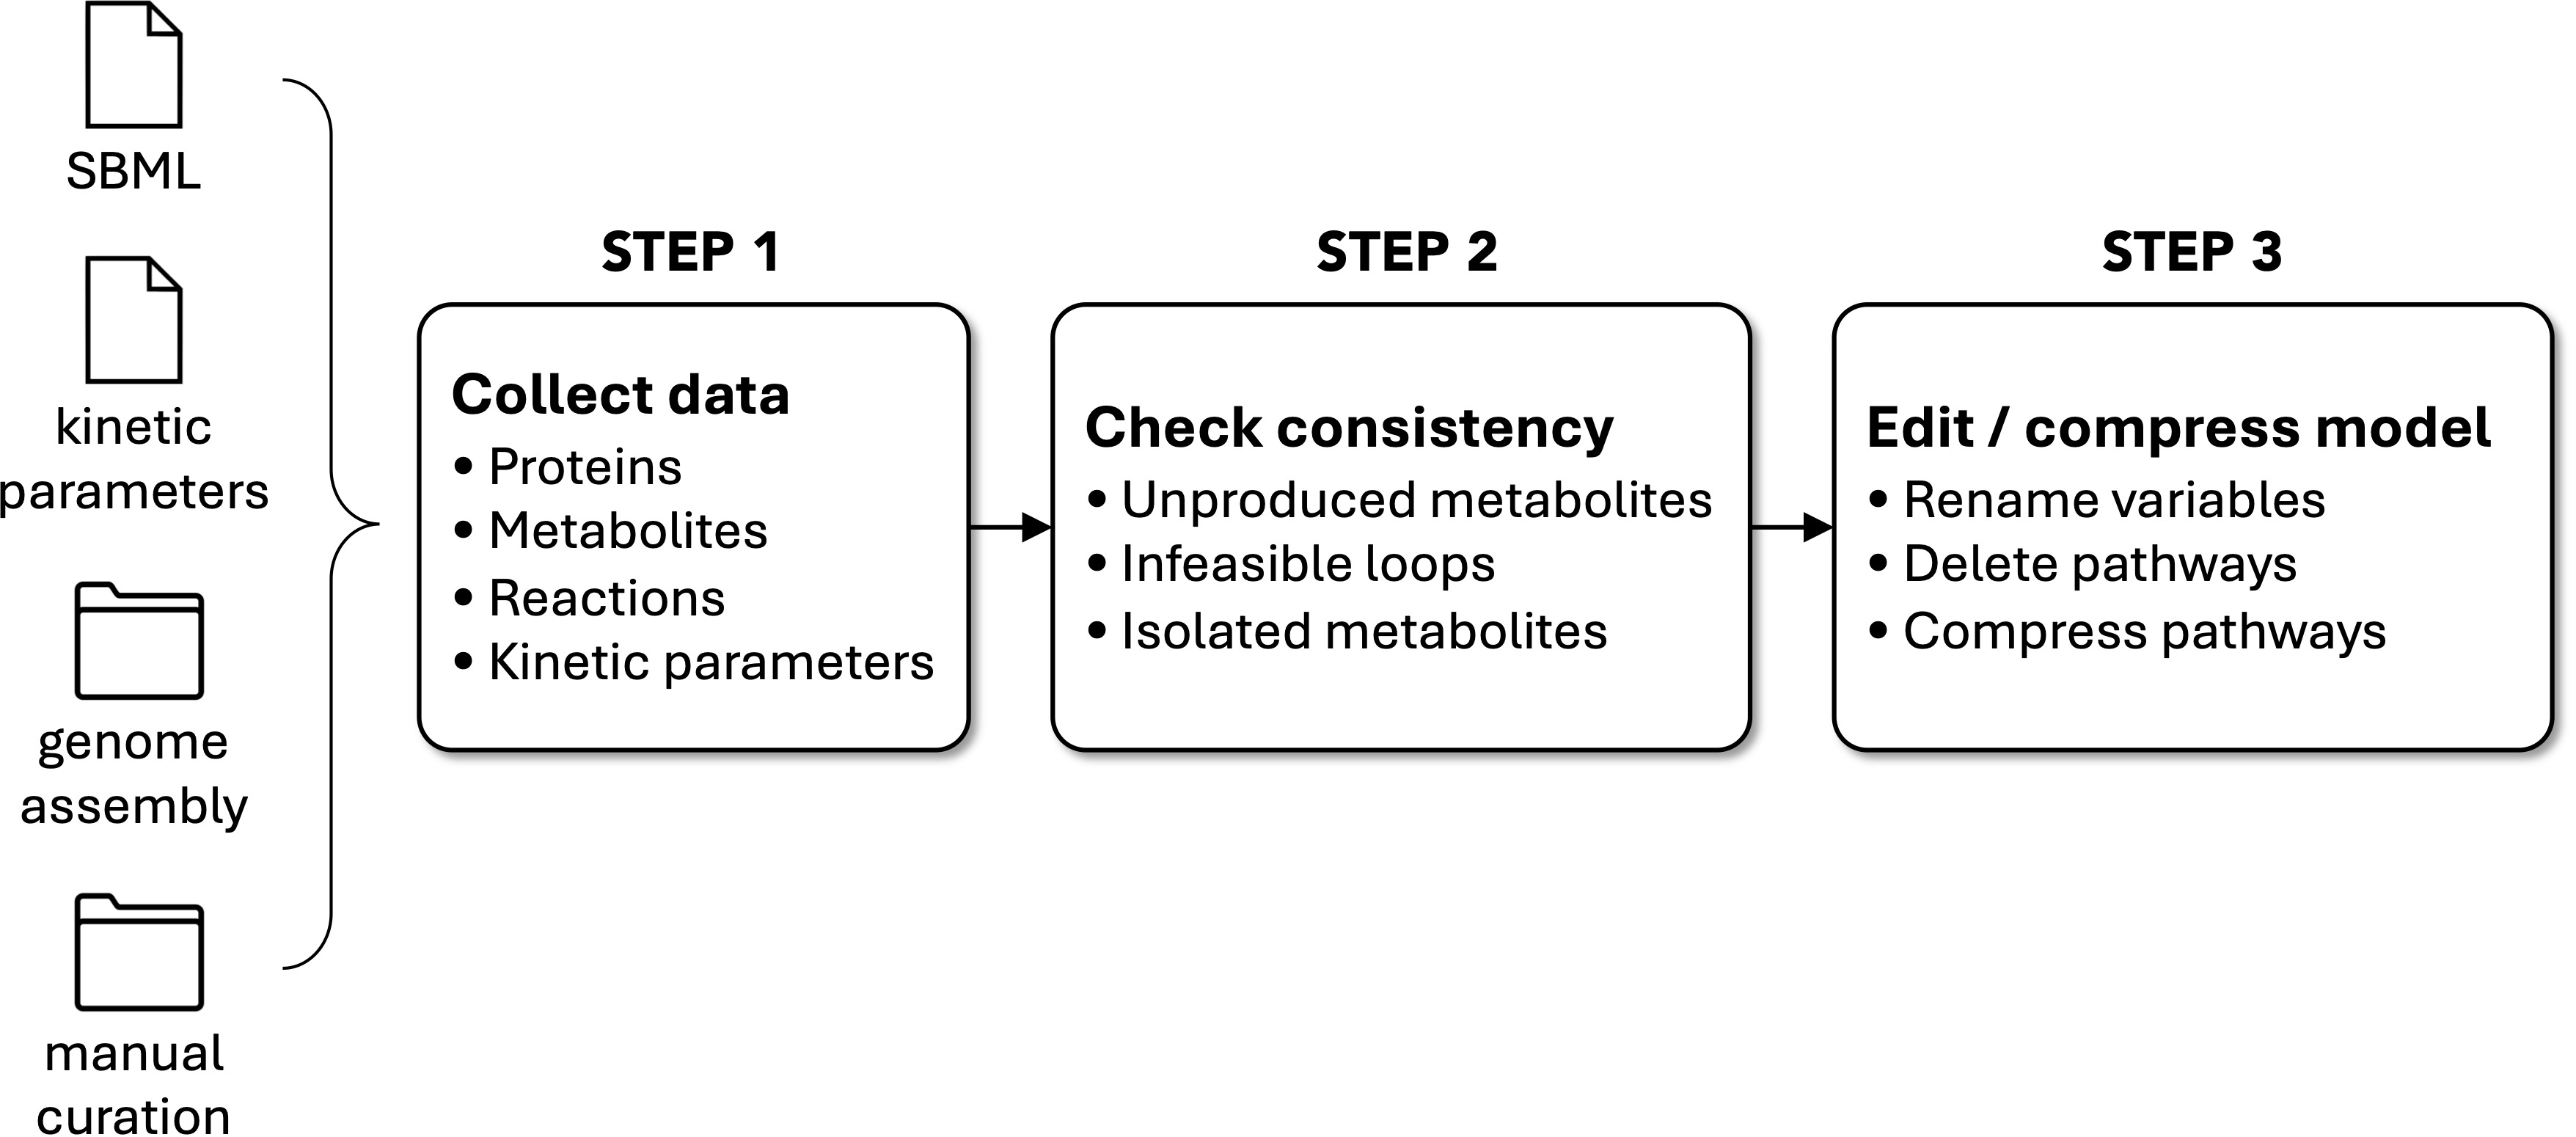 SBML
kinetic
parameters
genome
assembly
manual
curation
STEP 1
Collect data
• Proteins
• Metabolites
• Reactions
• Kinetic parameters
STEP 2
Check consistency
• Unproduced metabolites
• Infeasible loops
• Isolated metabolites
STEP 3
Edit / compress model
• Rename variables
• Delete pathways
• Compress pathways